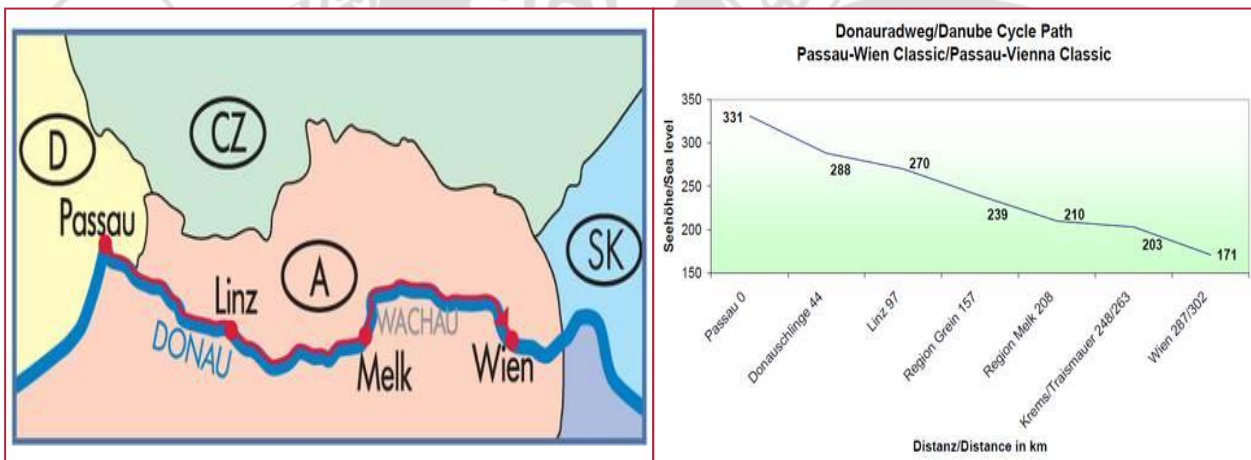 D
CZ
Passau
A
SK
Linz
DONAU
WACHAU
Melk
Wien
Donauradweg/Danube Cycle Path
Passau-Wien Classic/Passau-Vienna Classic
Seehöhe/Sea level
350
300
250
200
150
331
288
270
239
210
203
171
Passau 0
Donauschlinge 44
Linz 97
Region Grein 157
Region Melk 208
Krems/Traismauer 248/263
Wien 287/302
Distanz/Distance in km